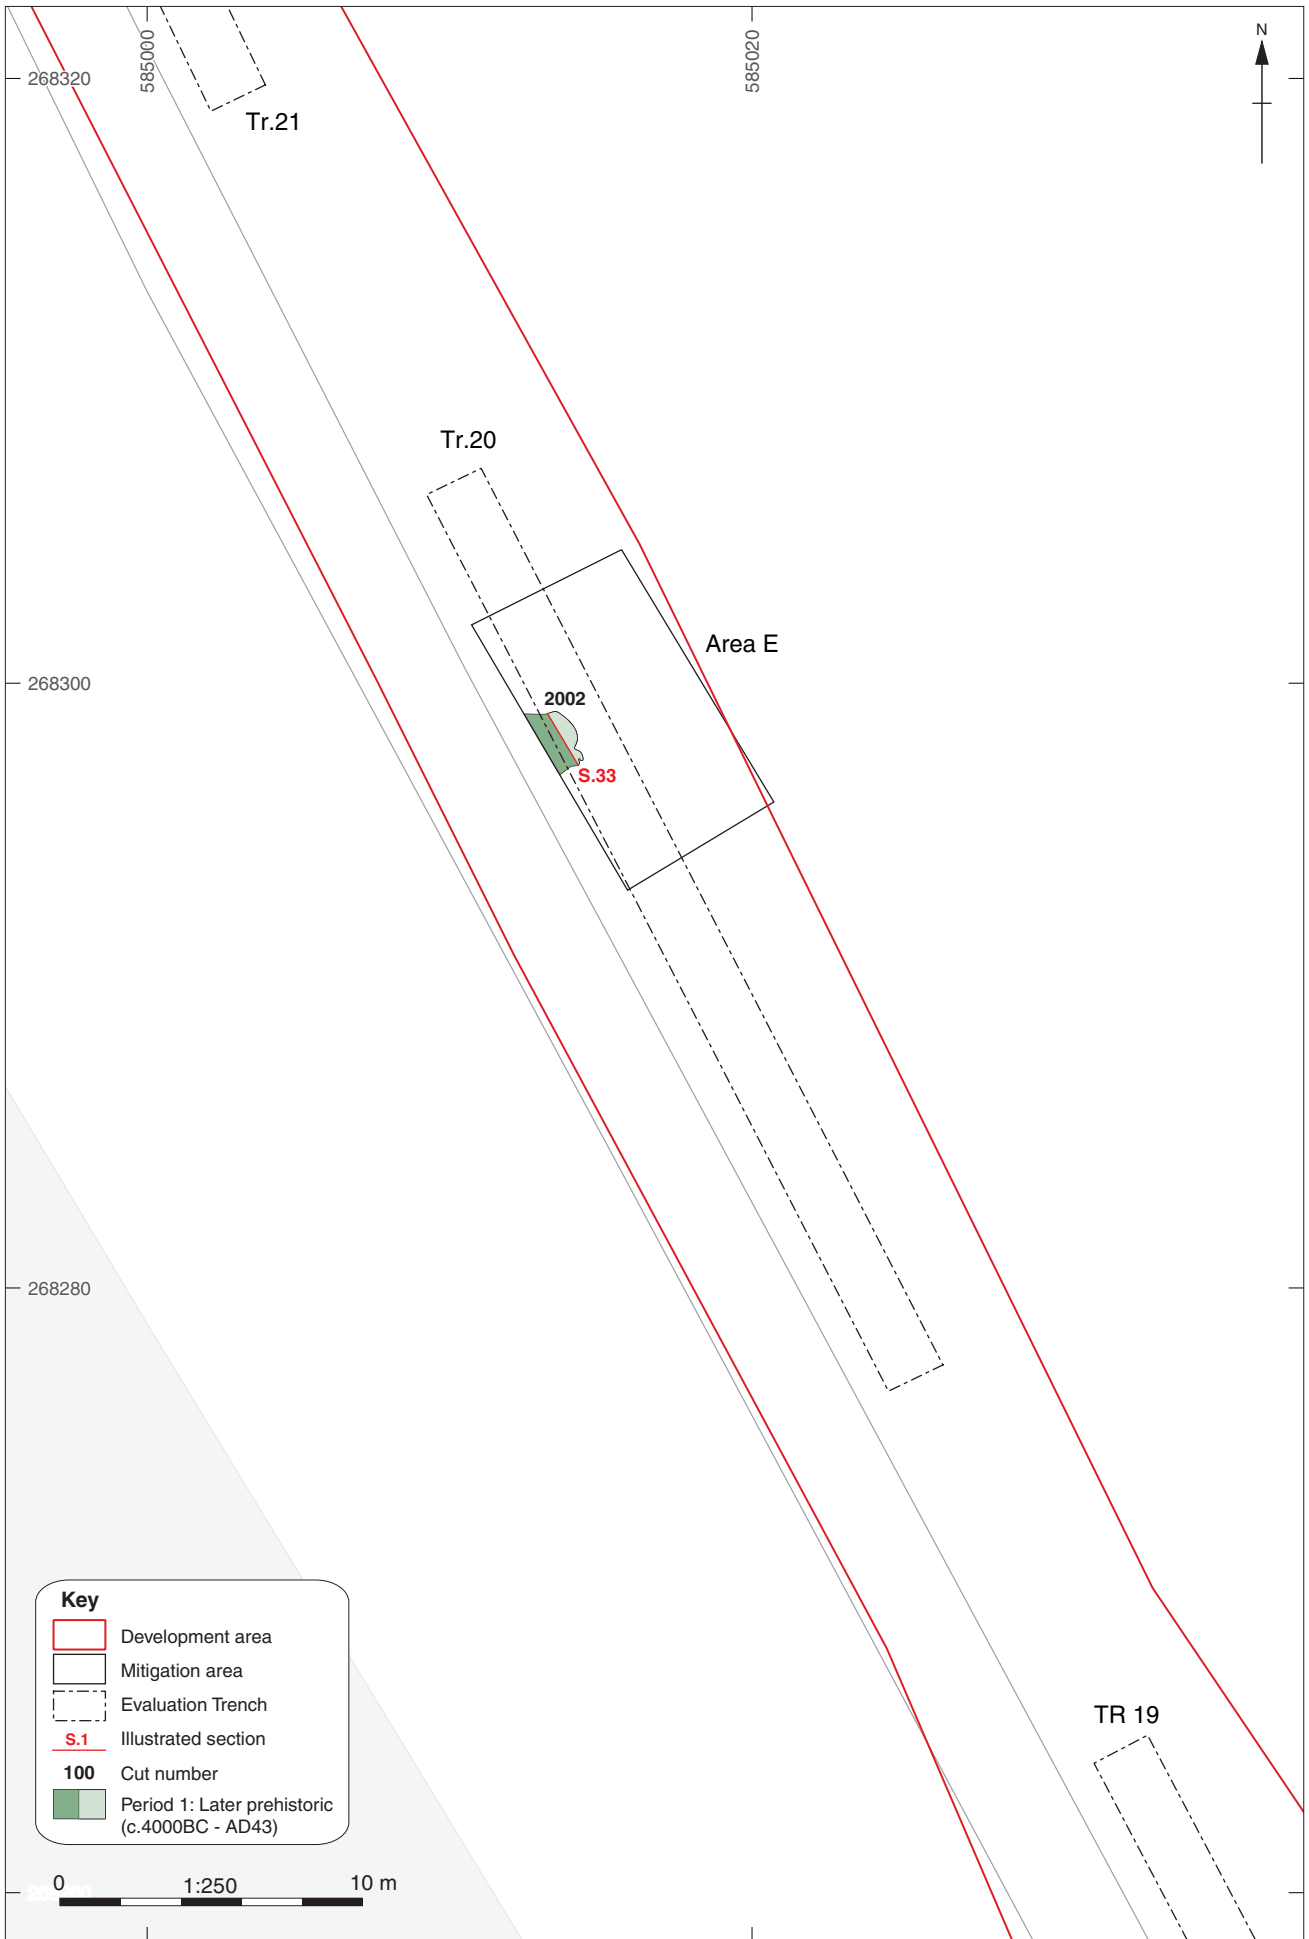 585000
585020
N
268320
Tr.21
Tr.20
Area E
268300
2002
S.33
268280
TR 19
Key
Development area
Mitigation area
Evaluation Trench
S.1 Illustrated section
100 Cut number
Period 1: Later prehistoric
(c.4000BC - AD43)
0 1:250 10 m